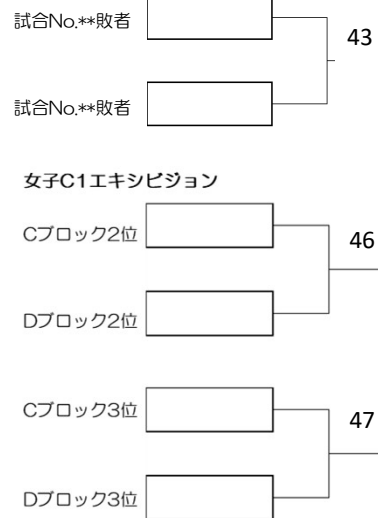 試合No.**敗者
43
試合No.**敗者
女子C1エキシビジョン
Cブロック2位
46
Dブロック2位
Cブロック3位
47
Dブロック3位